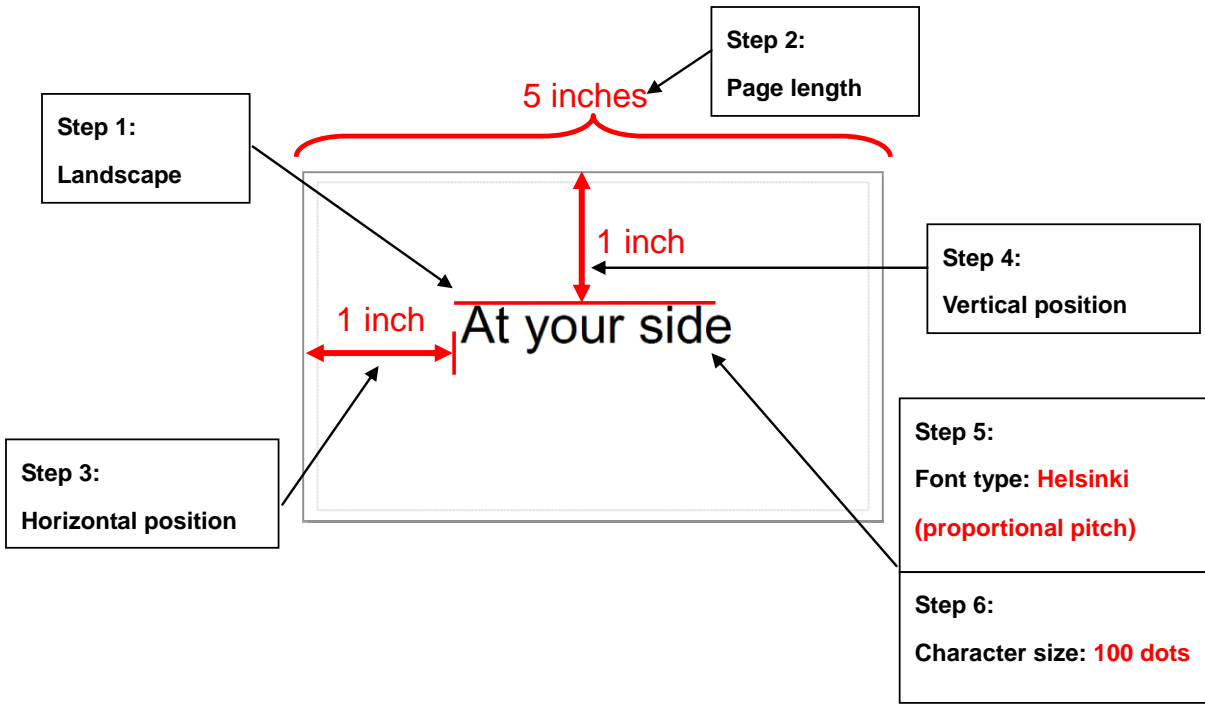 Step 2:
Page length
5 inches
Step 1:
Landscape
1 inch
Step 4:
Vertical position
1 inch
At your side
Step 3:
Horizontal position
Step 5:
Font type: Helsinki
(proportional pitch)
Step 6:
Character size: 100 dots